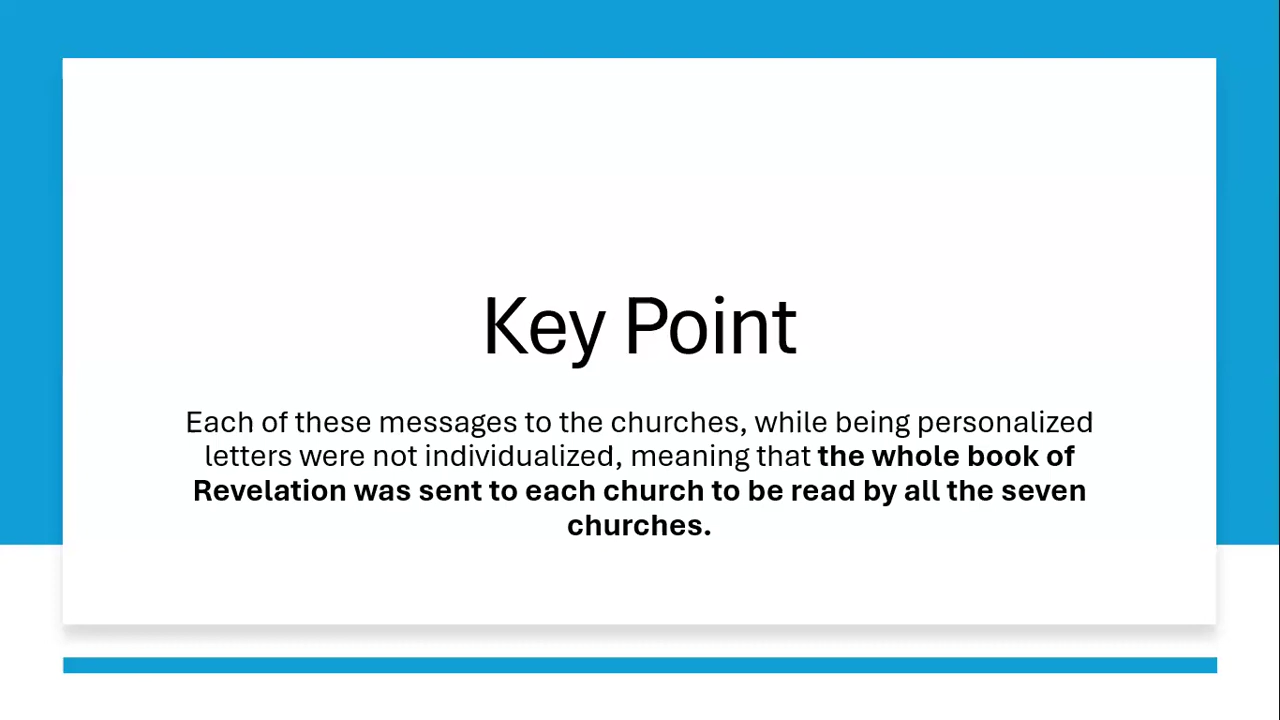 Key Point
Each of these messages to the churches, while being personalized
letters were not individualized, meaning that the whole book of
Revelation was sent to each church to be read by all the seven
churches.